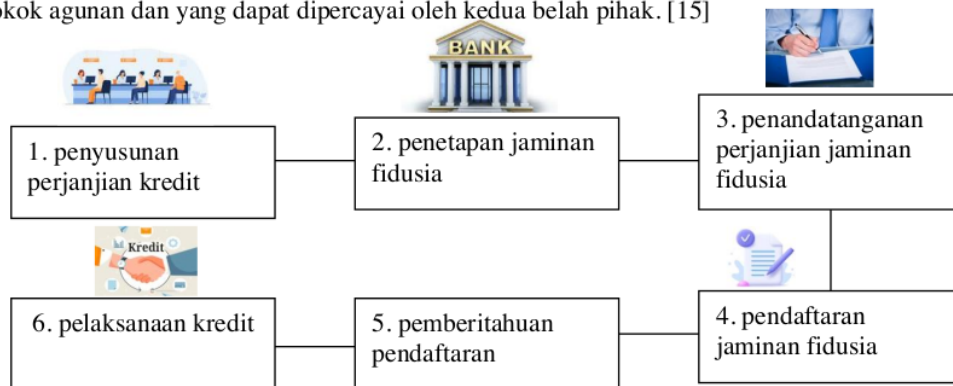 okok agunan dan yang dapat dipercayai oleh kedua belah pihak. [15]
BANK
1. penyusunan
perjanjian kredit
2. penetapan jaminan
fidusia
3. penandatanganan
perjanjian jaminan
fidusia
Kredit
6. pelaksanaan kredit
5. pemberitahuan
pendaftaran
4. pendaftaran
jaminan fidusia